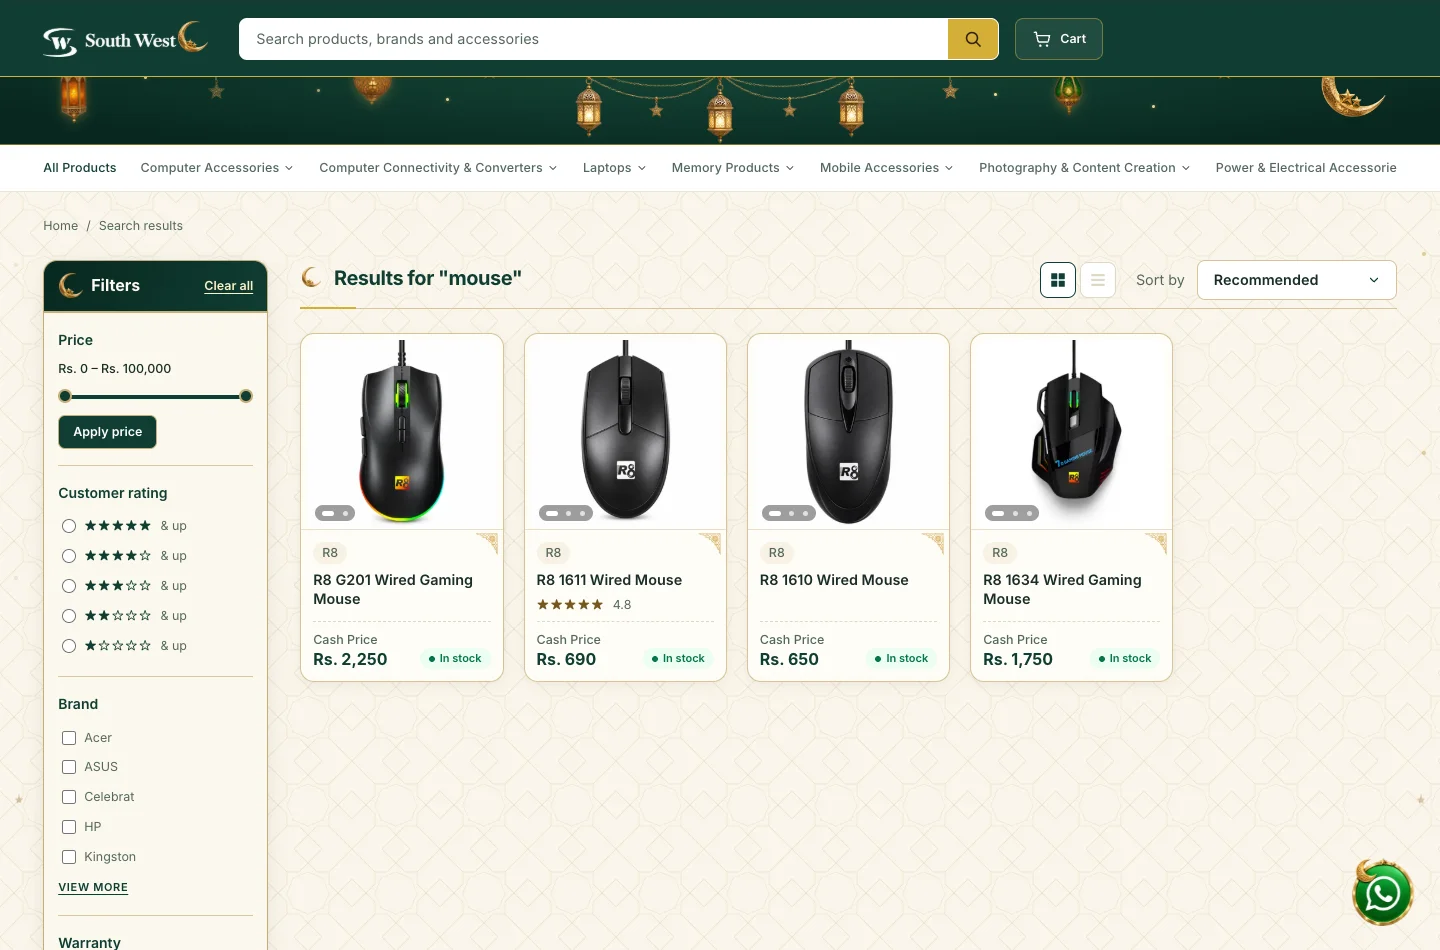 South West
Search products, brands and accessories
Cart
All Products
Computer Accessories
Computer Connectivity & Converters
Laptops
Memory Products
Mobile Accessories
Photography & Content Creation
Power & Electrical Accessorie
Home / Search results
Filters
Clear all
Price
Rs. 0 – Rs. 100,000
Apply price
Customer rating
& up
& up
& up
& up
& up
Brand
Acer
ASUS
Celebrat
HP
Kingston
VIEW MORE
Warranty
Results for "mouse"
Sort by
Recommended
R8
R8
R8 G201 Wired Gaming
Mouse
Cash Price
Rs. 2,250
In stock
R8
R8
R8 1611 Wired Mouse
4.8
Cash Price
Rs. 690
In stock
R8
R8
R8 1610 Wired Mouse
Cash Price
Rs. 650
In stock
R8
R8
R8 1634 Wired Gaming
Mouse
Cash Price
Rs. 1,750
In stock